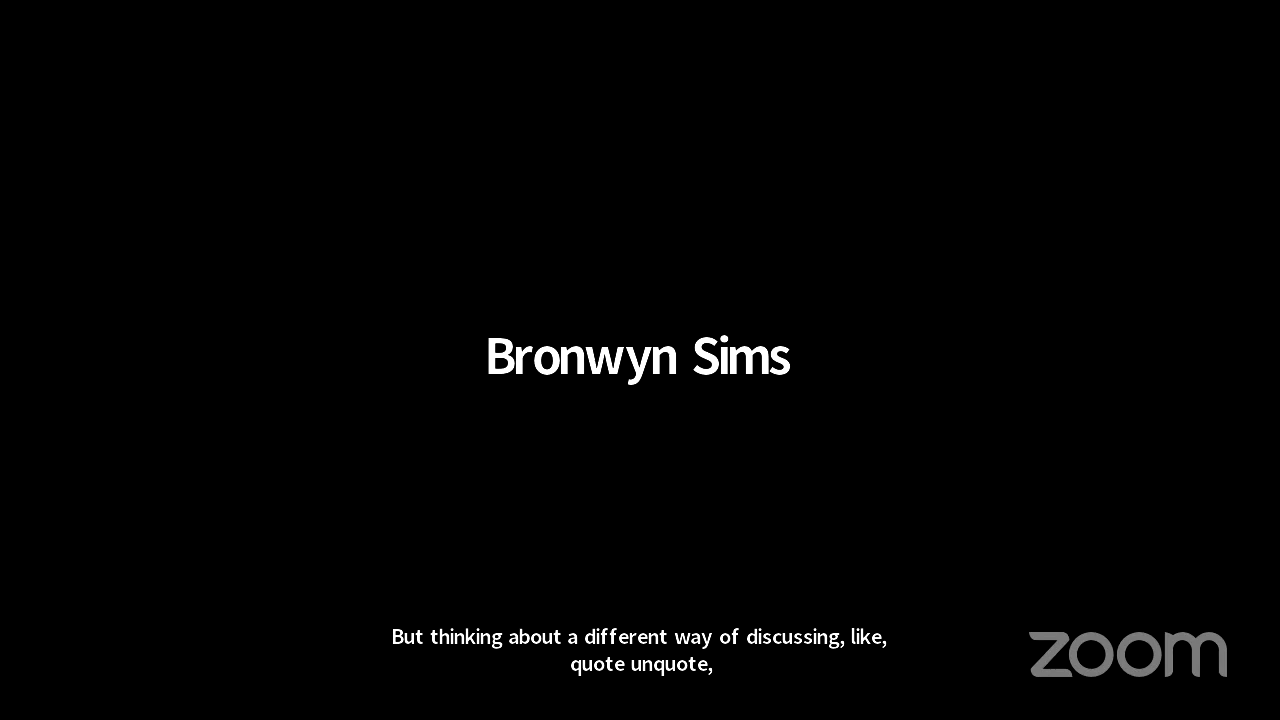 Bronwyn Sims
But thinking about a different way of discussing, like,
quote unquote,
zoom